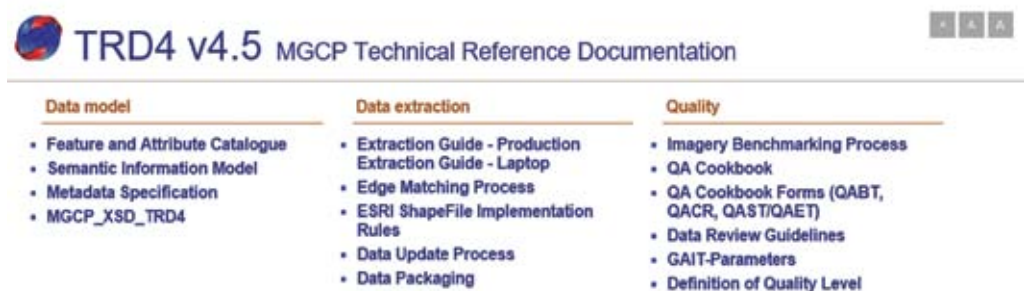 TRD4 v4.5 MGCP Technical Reference Documentation
A A
Data model
• Feature and Attribute Catalogue
• Semantic Information Model
• Metadata Specification
• MGCP_XSD_TRD4
Data extraction
• Extraction Guide - Production
Extraction Guide - Laptop
• Edge Matching Process
• ESRI ShapeFile Implementation
Rules
• Data Update Process
• Data Packaging
Quality
• Imagery Benchmarking Process
• QA Cookbook
• QA Cookbook Forms (QABT,
QACR, QAST/QAET)
• Data Review Guidelines
• GAIT-Parameters
• Definition of Quality Level